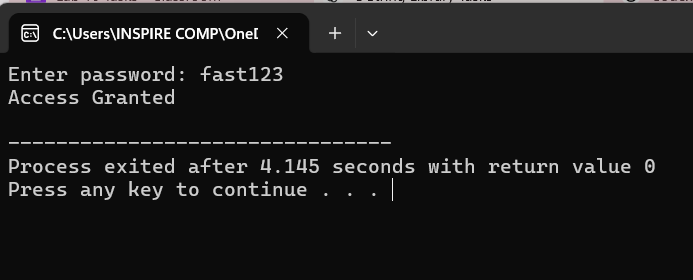 C:\Users\INSPIRE COMP\OneD
Enter password: fast123
Access Granted
--------------------------------
Process exited after 4.145 seconds with return value 0
Press any key to continue . . .